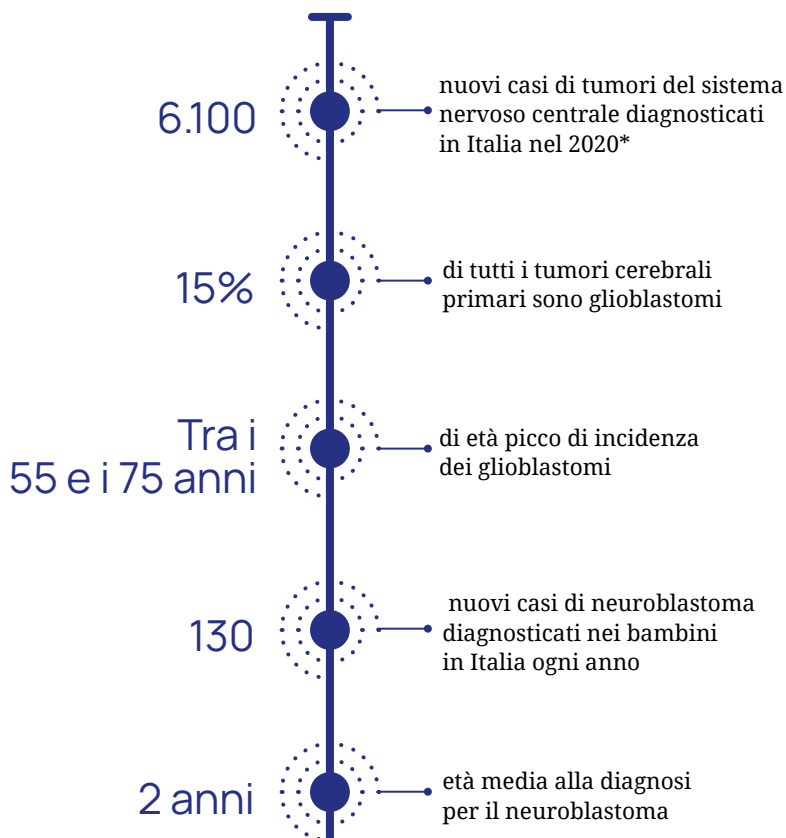 6.100
nuovi casi di tumori del sistema
nervoso centrale diagnosticati
in Italia nel 2020*
15%
di tutti i tumori cerebrali
primari sono glioblastomi
Tra i
55 e i 75 anni
di età picco di incidenza
dei glioblastomi
130
nuovi casi di neuroblastoma
diagnosticati nei bambini
in Italia ogni anno
2 anni
età media alla diagnosi
per il neuroblastoma